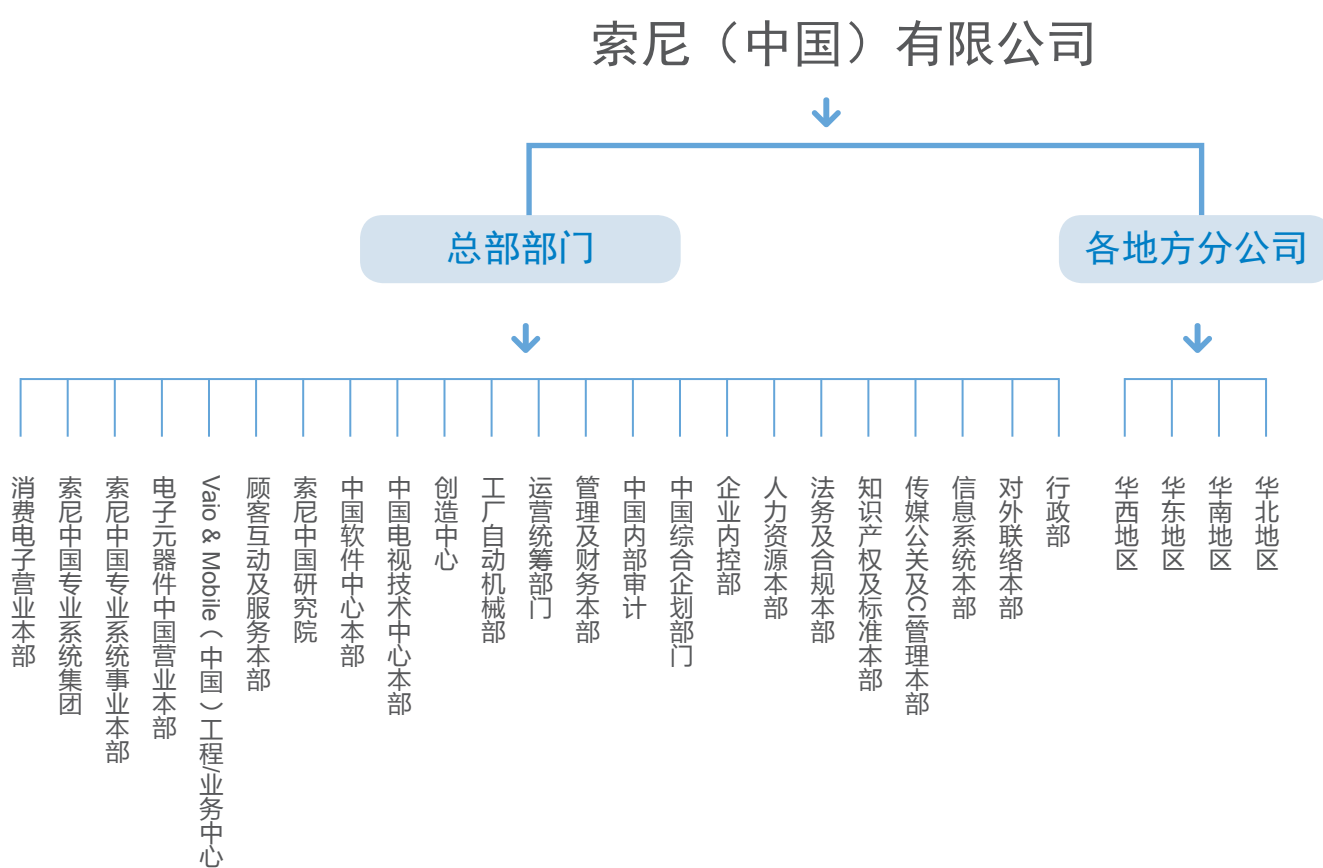 索尼（中国）有限公司
总部部门
各地方分公司
消费电子营业本部
索尼中国专业系统集团
索尼中国专业系统事业本部
电子元器件中国营业本部
Vaio & Mobile（中国）工程/业务中心
顾客互动及服务本部
索尼中国研究院
中国软件中心本部
中国电视技术中心本部
创造中心
工厂自动机械部
运营统筹部门
管理及财务本部
中国内部审计
中国综合企划部门
企业内控部
人力资源本部
法务及合规本部
知识产权及标准本部
传媒公关及CI管理本部
信息系统本部
对外联络本部
行政部
华西地区
华东地区
华南地区
华北地区